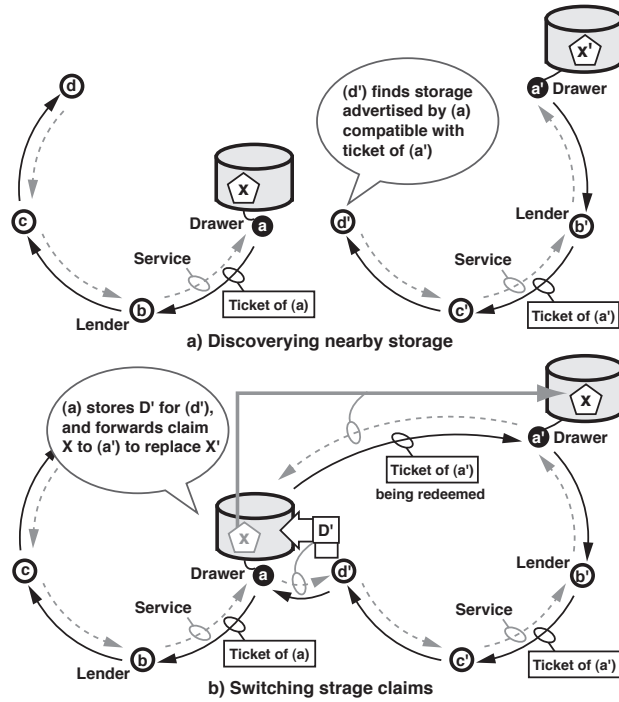 x'
d
(d') finds storage
advertised by (a)
compatible with
ticket of (a')
a' Drawer
x
Drawer a
c
d'
Lender
b'
Service
Service
b
Ticket of (a)
c'
Ticket of (a')
Lender
a) Discoverying nearby storage
(a) stores D' for (d'),
and forwards claim
X to (a') to replace X'
x
a' Drawer
Ticket of (a')
being redeemed
x
D'
c
Drawer a
d'
Lender
b'
Service
Service
b
Ticket of (a)
c'
Ticket of (a')
Lender
b) Switching strage claims